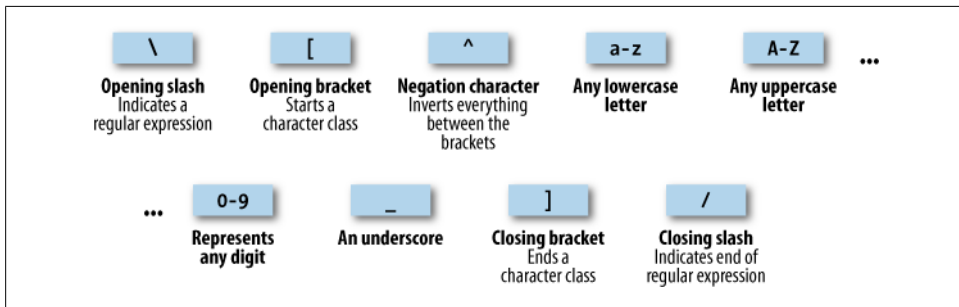 \ [ ^ a-z A-Z
Opening slash Opening bracket Negation character Any lowercase Any uppercase ...
Indicates a Starts a Inverts everything letter letter
regular expression character class between the
brackets
... 0-9 _ ] /
Represents An underscore Closing bracket Closing slash
any digit Ends a Indicates end of
character class regular expression